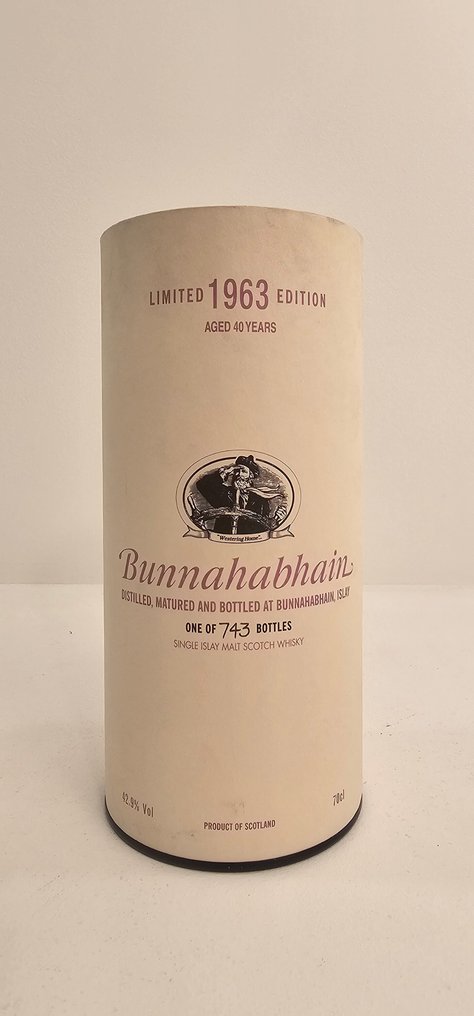 LIMITED 1963 EDITION
AGED 40 YEARS
"Westering Home"
Bunnahabhain
DISTILLED, MATURED AND BOTTLED AT BUNNAHABHAIN, ISLAY
ONE OF 743 BOTTLES
SINGLE ISLAY MALT SCOTCH WHISKY
42.9% Vol
70cl
PRODUCT OF SCOTLAND